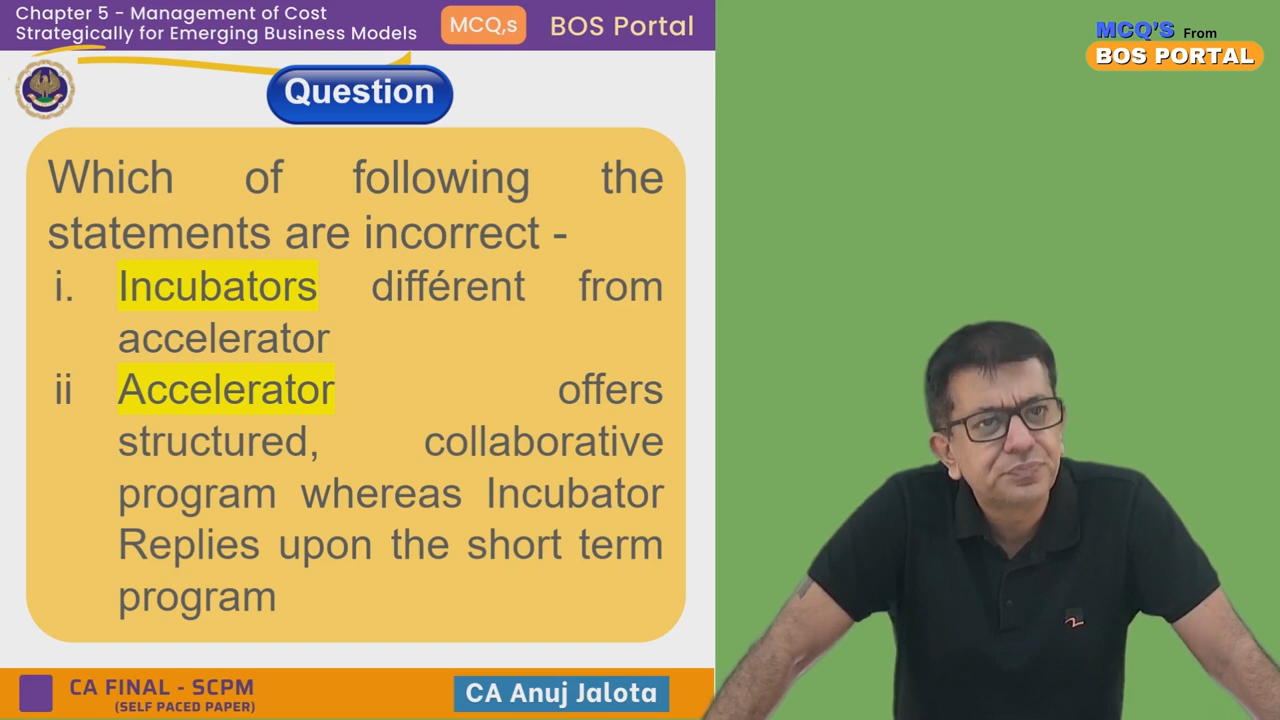 Chapter 5 - Management of Cost
Strategically for Emerging Business Models
MCQ,s
BOS Portal
MCQ'S From
BOS PORTAL
Question
Which of following the
statements are incorrect -
i. Incubators différent from
accelerator
ii Accelerator offers
structured, collaborative
program whereas Incubator
Replies upon the short term
program
CA FINAL - SCPM
(SELF PACED PAPER)
CA Anuj Jalota